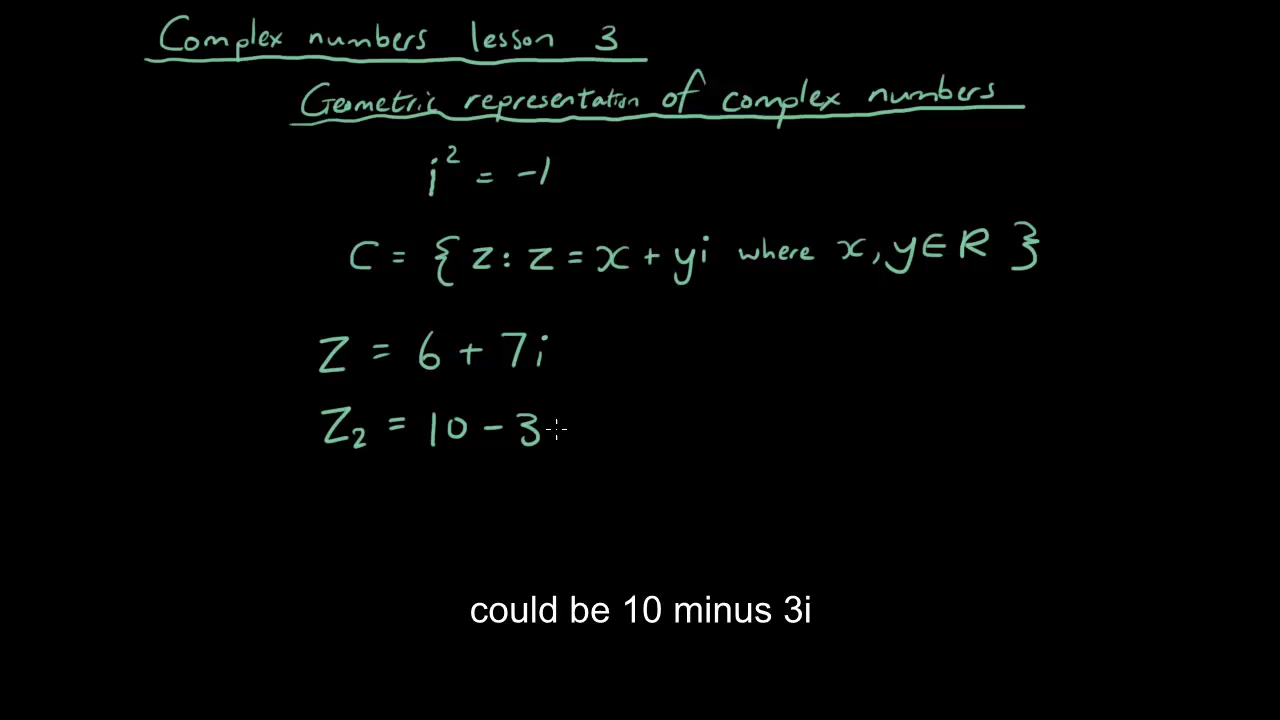 Complex numbers lesson 3
Geometric representation of complex numbers
i² = -1
C = { z : z = x + yi where x, y ∈ R }
Z = 6 + 7i
Z₂ = 10 - 3
could be 10 minus 3i